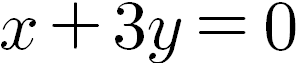 x + 3y = 0